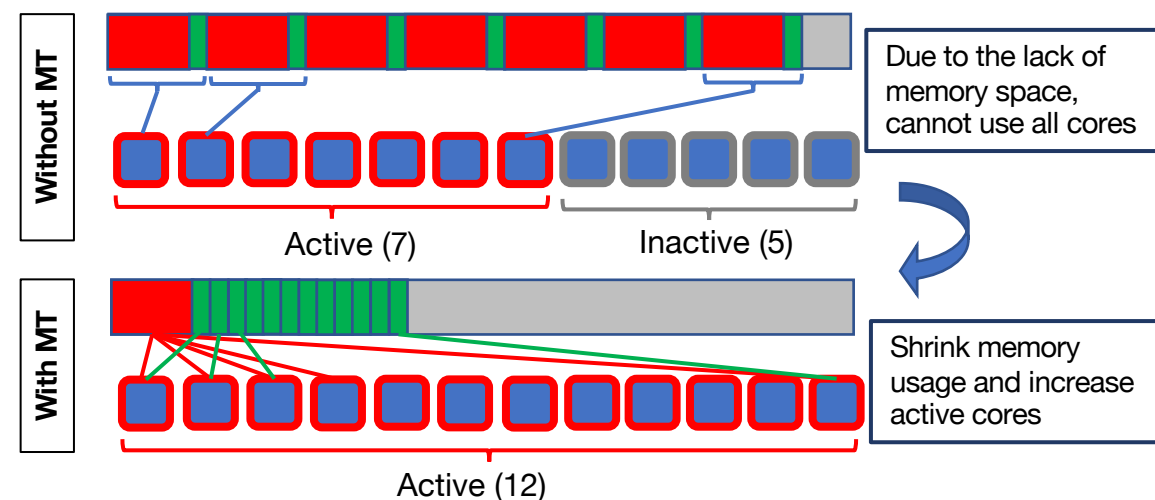 Without MT
Due to the lack of
memory space,
cannot use all cores
Active (7)
Inactive (5)
With MT
Shrink memory
usage and increase
active cores
Active (12)